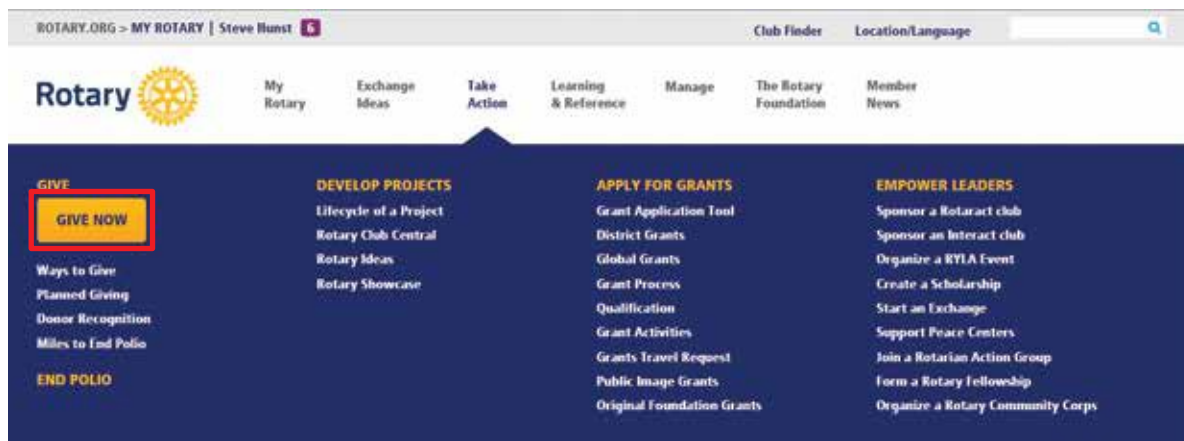 ROTARY.ORG > MY ROTARY | Steve Hunst 6
Club Finder
Location/Language
Rotary
My
Rotary
Exchange
Ideas
Take
Action
Learning
& Reference
Manage
The Rotary
Foundation
Member
News
GIVE
GIVE NOW
Ways to Give
Planned Giving
Donor Recognition
Miles to End Polio
END POLIO
DEVELOP PROJECTS
Lifecycle of a Project
Rotary Club Central
Rotary Ideas
Rotary Showcase
APPLY FOR GRANTS
Grant Application Tool
District Grants
Global Grants
Grant Process
Qualification
Grant Activities
Grants Travel Request
Public Image Grants
Original Foundation Grants
EMPOWER LEADERS
Sponsor a Rotaract club
Sponsor an Interact club
Organize a RYLA Event
Create a Scholarship
Start an Exchange
Support Peace Centers
Join a Rotarian Action Group
Form a Rotary Fellowship
Organize a Rotary Community Corps